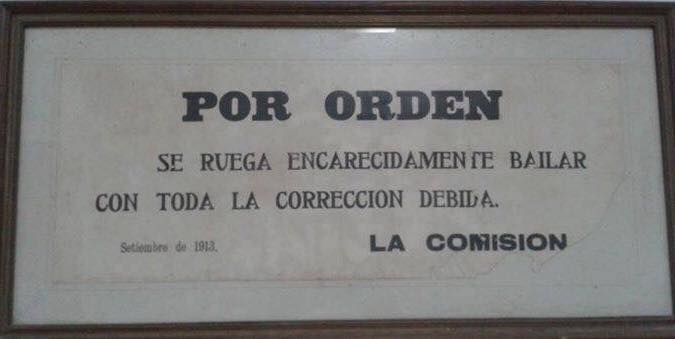 POR ORDEN
SE RUEGA ENCARECIDAMENTE BAILAR
CON TODA LA CORRECCION DEBIDA.
Setiembre de 1913.
LA COMISION